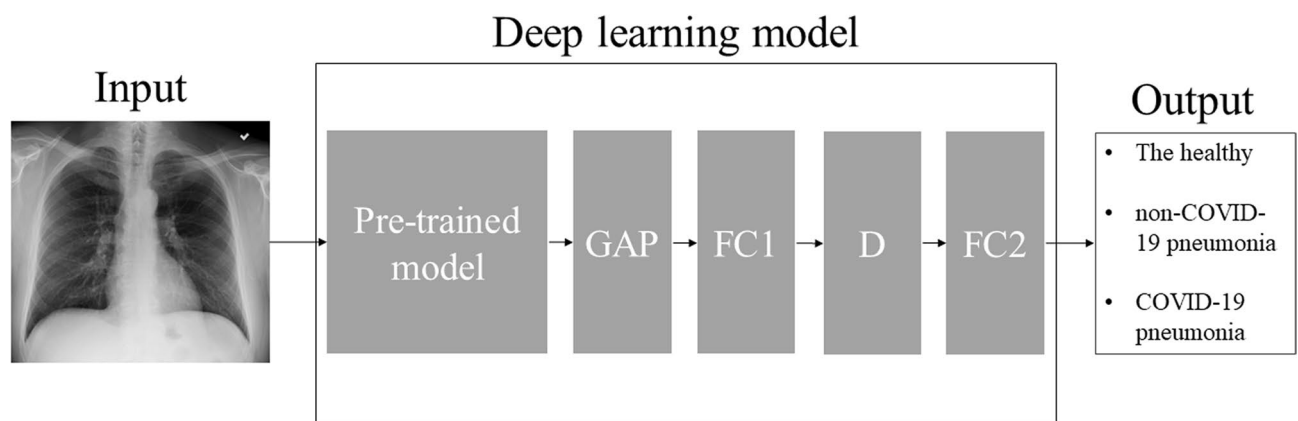 Deep learning model
Input
Pre-trained
model
GAP
FC1
D
FC2
Output
• The healthy
• non-COVID-
19 pneumonia
• COVID-19
pneumonia